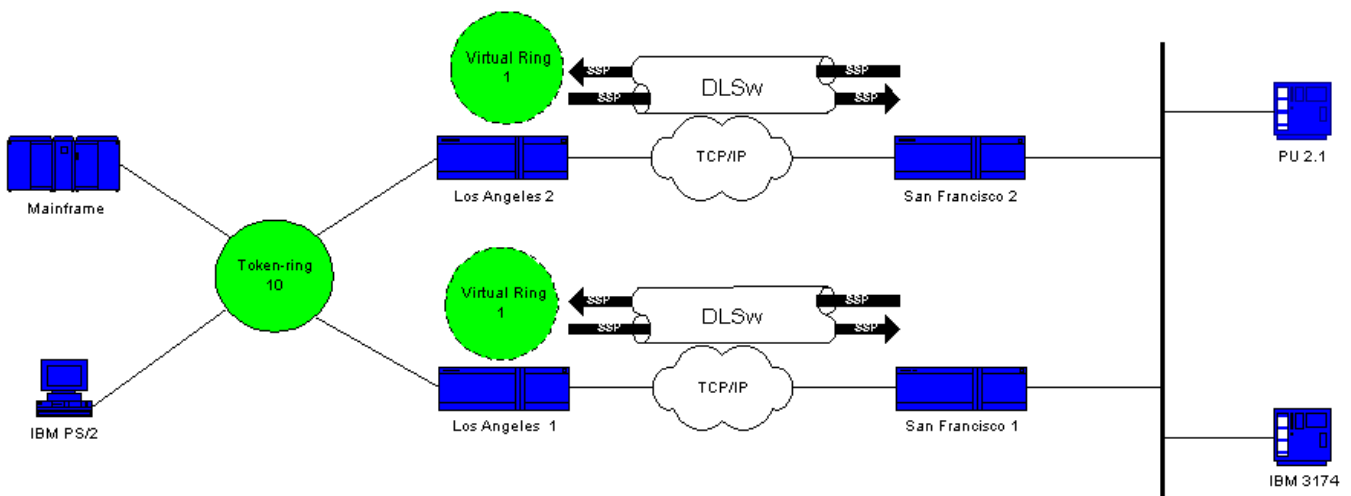 Virtual Ring
1
SSP
SSP
DLSw
SSP
SSP
TCP/IP
Mainframe
Los Angeles 2
San Francisco 2
PU 2.1
Token-ring
10
Virtual Ring
1
SSP
SSP
DLSw
SSP
SSP
TCP/IP
IBM PS/2
Los Angeles 1
San Francisco 1
IBM 3174